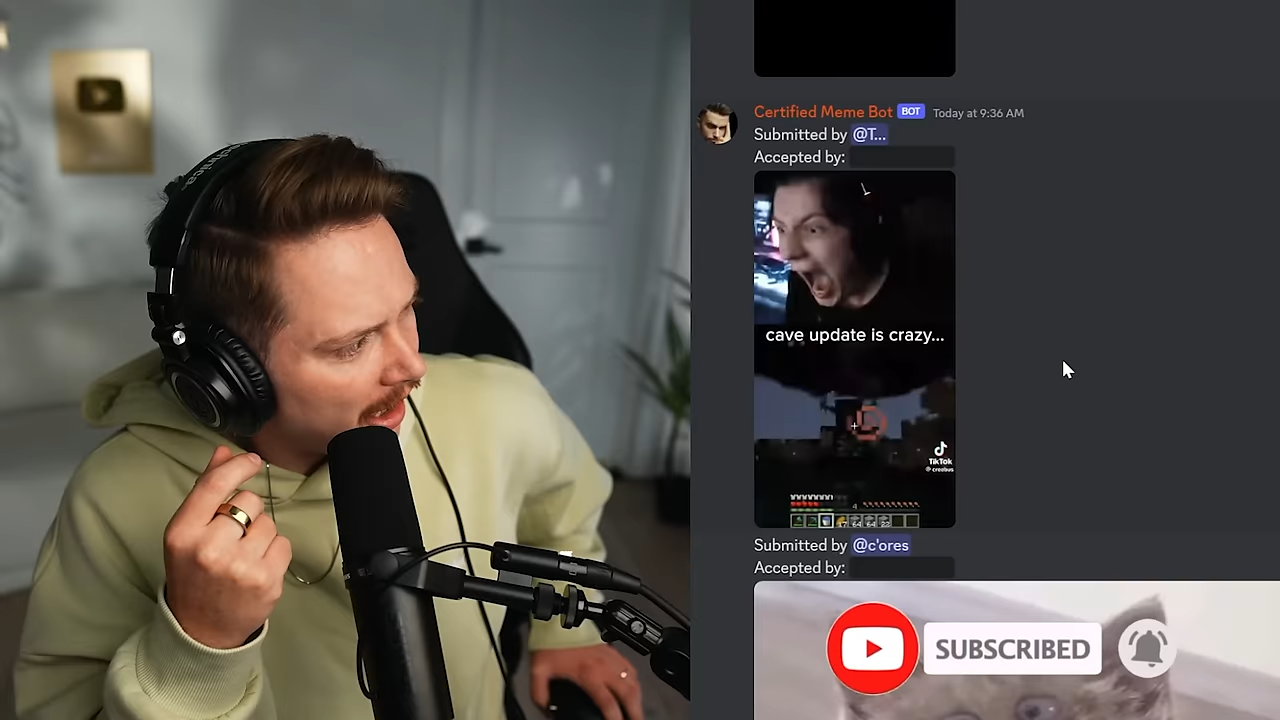 Certified Meme Bot BOT Today at 9:36 AM
Submitted by @T...
Accepted by:
cave update is crazy...
TikTok
Submitted by @c'ores
Accepted by:
SUBSCRIBED